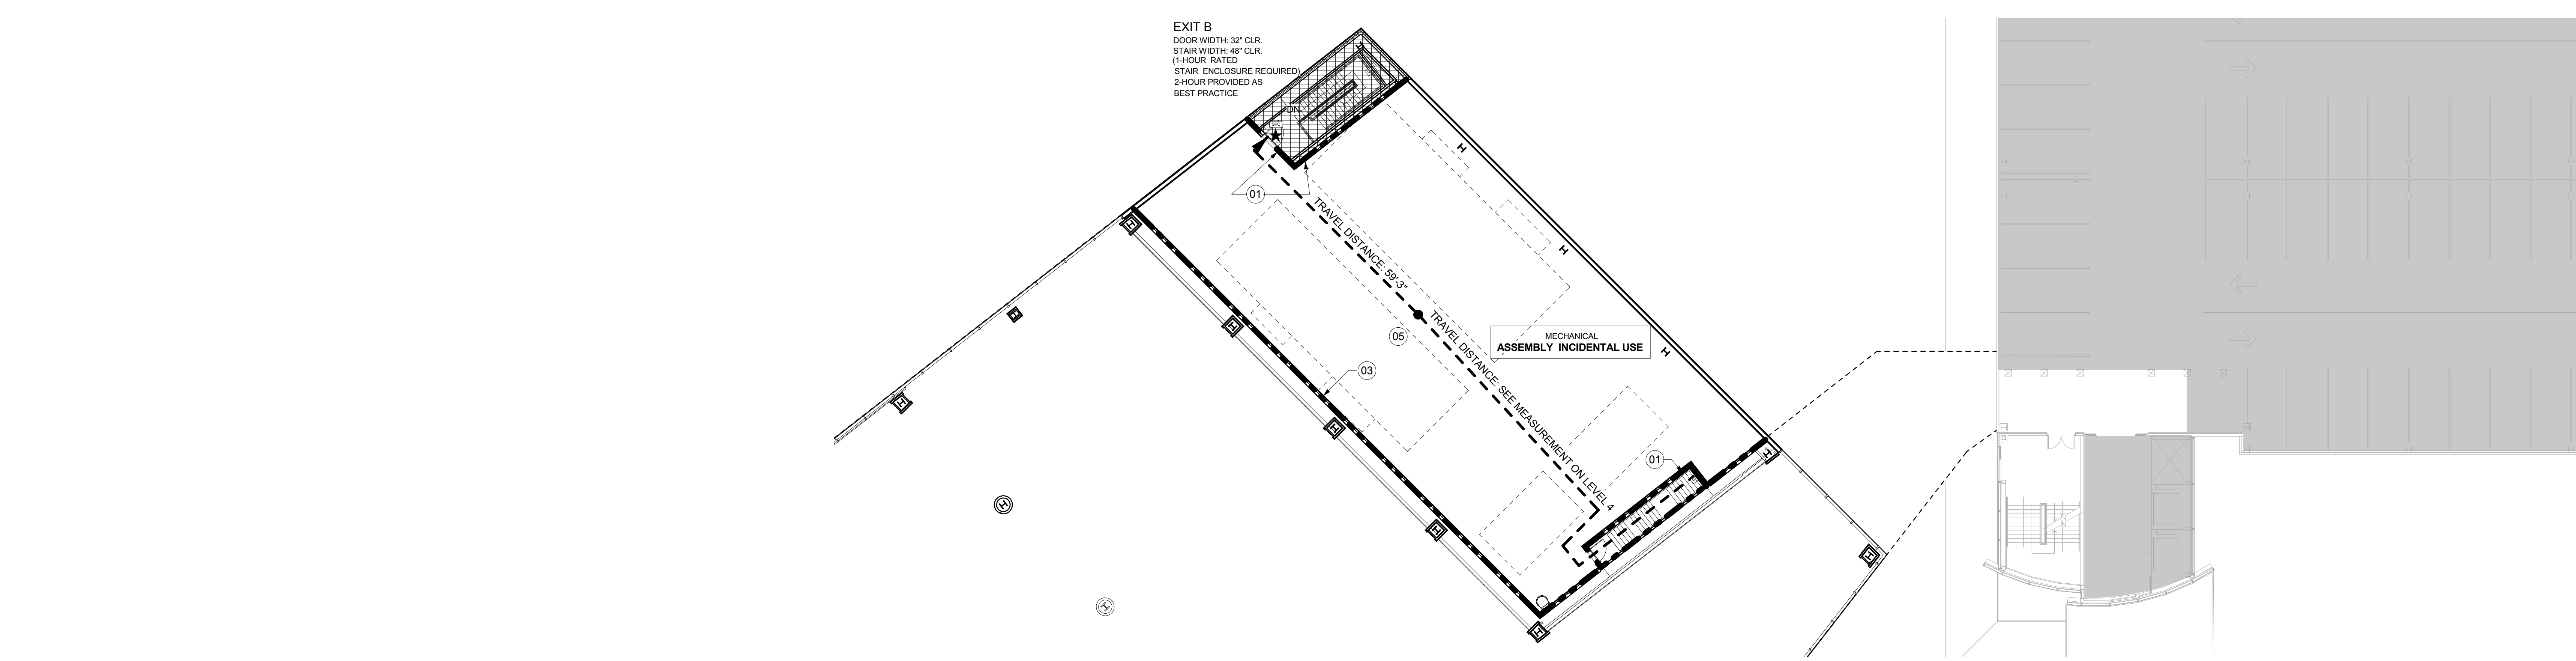 EXIT B
DOOR WIDTH: 32" CLR.
STAIR WIDTH: 48" CLR.
(1-HOUR RATED
STAIR ENCLOSURE REQUIRED)
2-HOUR PROVIDED AS
BEST PRACTICE
DN
01
TRAVEL DISTANCE: 59'-3"
TRAVEL DISTANCE: SEE MEASUREMENT ON LEVEL 4
05
MECHANICAL
ASSEMBLY INCIDENTAL USE
03
01